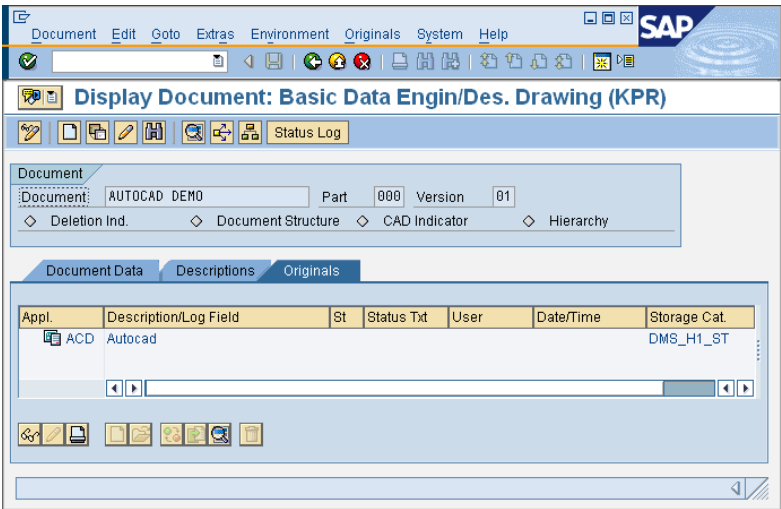 Document Edit Goto Extras Environment Originals System Help
SAP
Display Document: Basic Data Engin/Des. Drawing (KPR)
Status Log
Document
Document AUTOCAD DEMO Part 000 Version 01
Deletion Ind. Document Structure CAD Indicator Hierarchy
Document Data Descriptions Originals
Appl. Description/Log Field St Status Txt User Date/Time Storage Cat.
ACD Autocad DMS_H1_ST